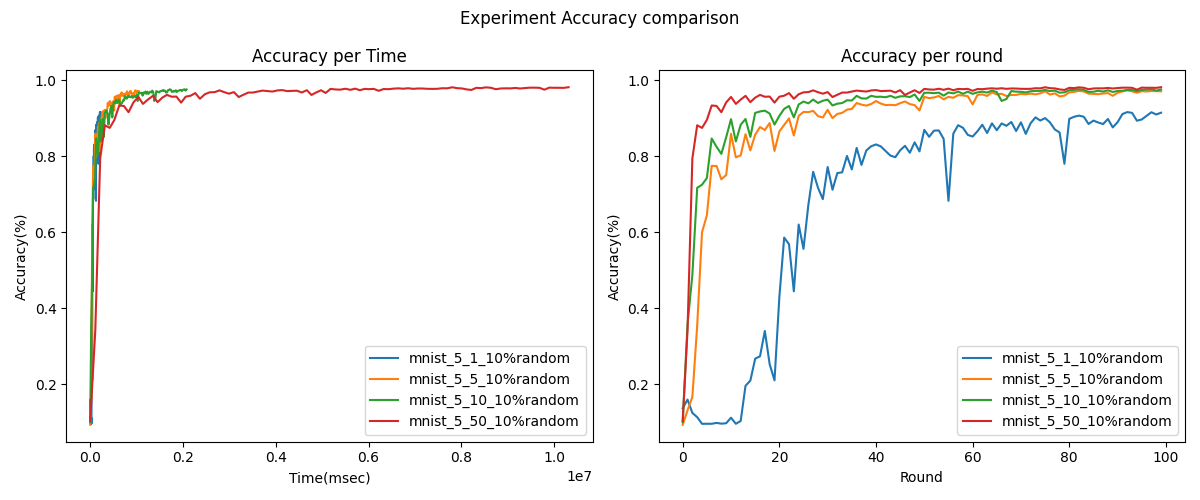 Experiment Accuracy comparison
Accuracy per Time
Accuracy(%)
1.0
0.8
0.6
0.4
0.2
mnist_5_1_10%random
mnist_5_5_10%random
mnist_5_10_10%random
mnist_5_50_10%random
0.0 0.2 0.4 0.6 0.8 1.0
1e7
Time(msec)
Accuracy per round
Accuracy(%)
1.0
0.8
0.6
0.4
0.2
mnist_5_1_10%random
mnist_5_5_10%random
mnist_5_10_10%random
mnist_5_50_10%random
0 20 40 60 80 100
Round